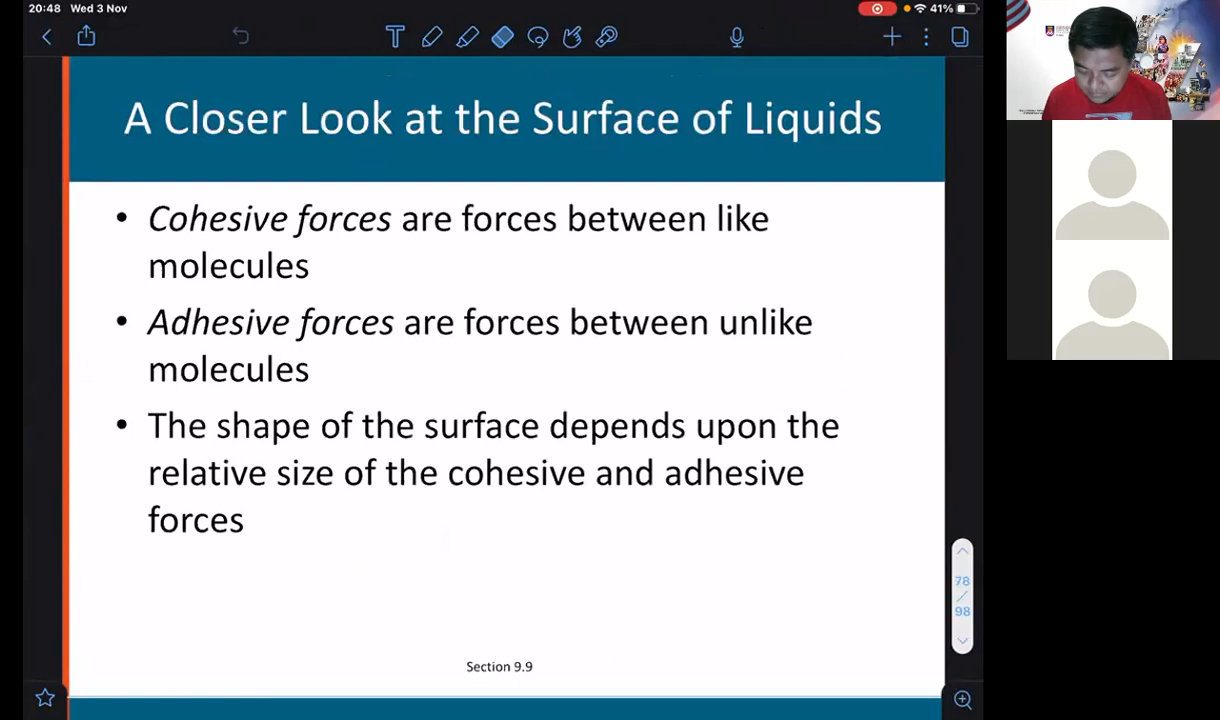 20:48 Wed 3 Nov
41%
A Closer Look at the Surface of Liquids
• Cohesive forces are forces between like
molecules
• Adhesive forces are forces between unlike
molecules
• The shape of the surface depends upon the
relative size of the cohesive and adhesive
forces
78
/
98
Section 9.9